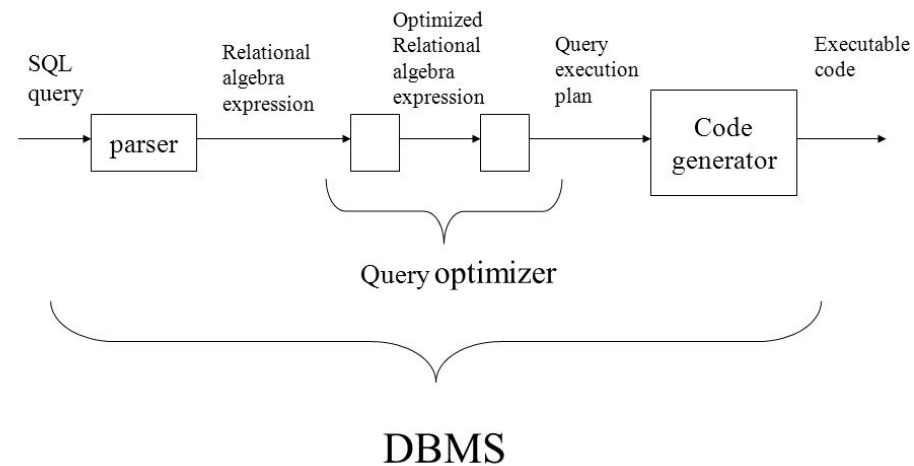 SQL
query
parser
Relational
algebra
expression
Optimized
Relational
algebra
expression
Query
execution
plan
Code
generator
Executable
code
Query optimizer
DBMS